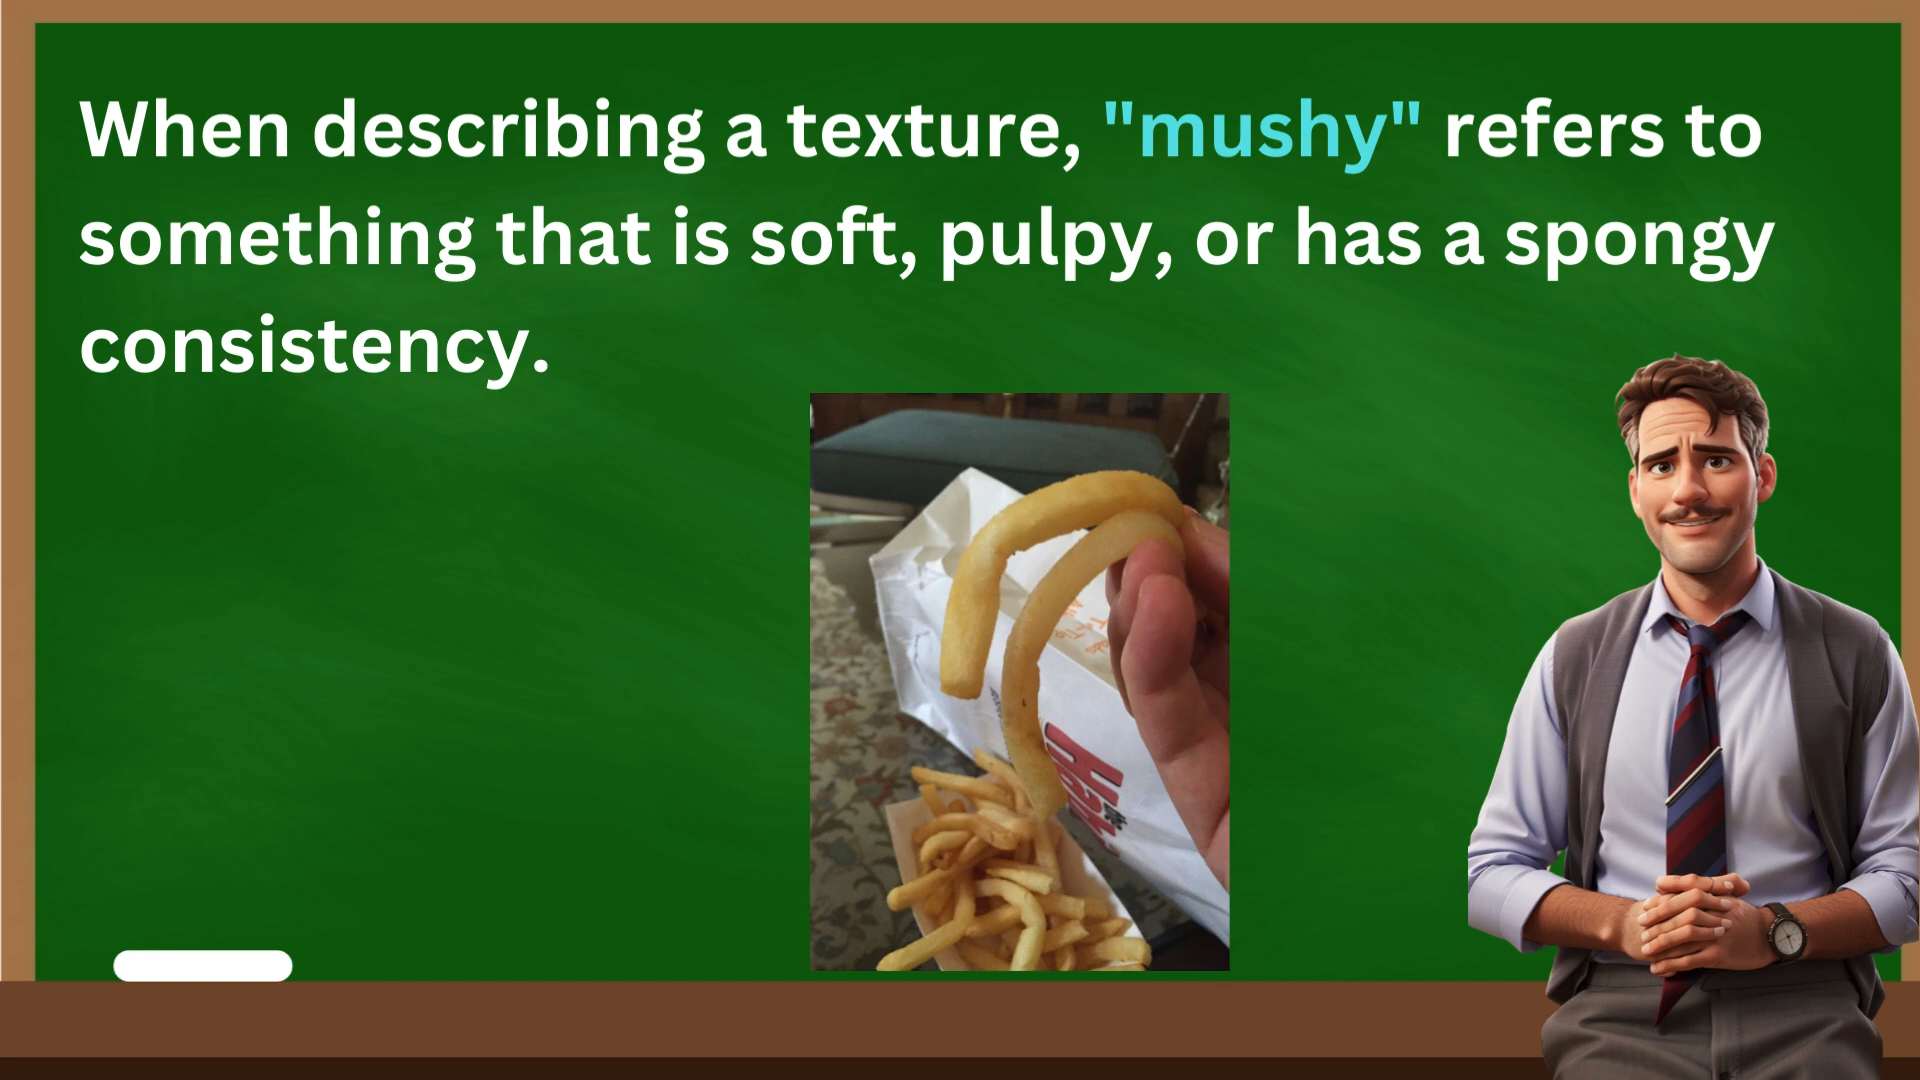 When describing a texture, "mushy" refers to
something that is soft, pulpy, or has a spongy
consistency.